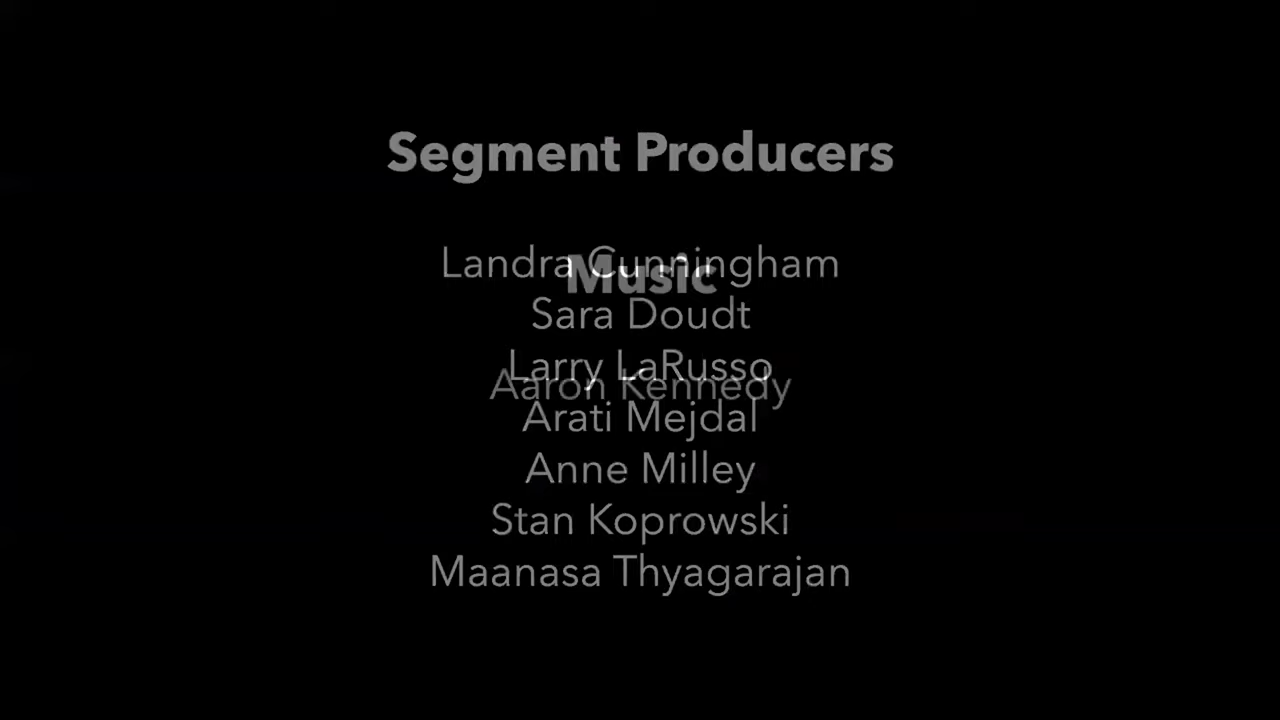 Segment Producers
Landra Cunningham
Music
Sara Doudt
Larry LaRusso
Aaron Kennedy
Arati Mejdal
Anne Milley
Stan Koprowski
Maanasa Thyagarajan